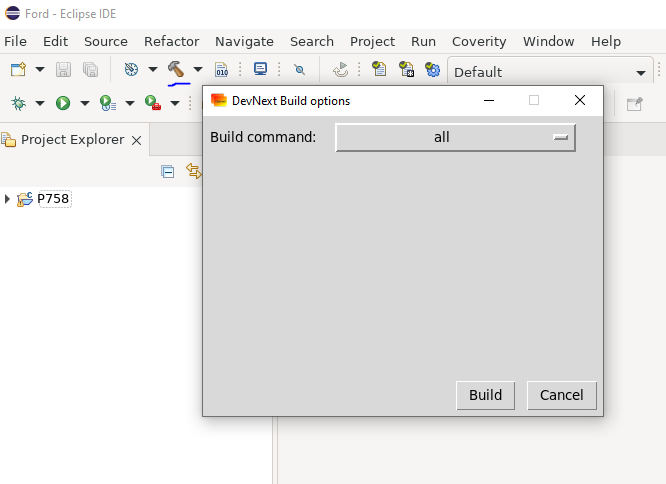 Ford - Eclipse IDE
File Edit Source Refactor Navigate Search Project Run Coverity Window Help
010
Default
DevNext Build options
Build command: all
Project Explorer
P758
Build Cancel